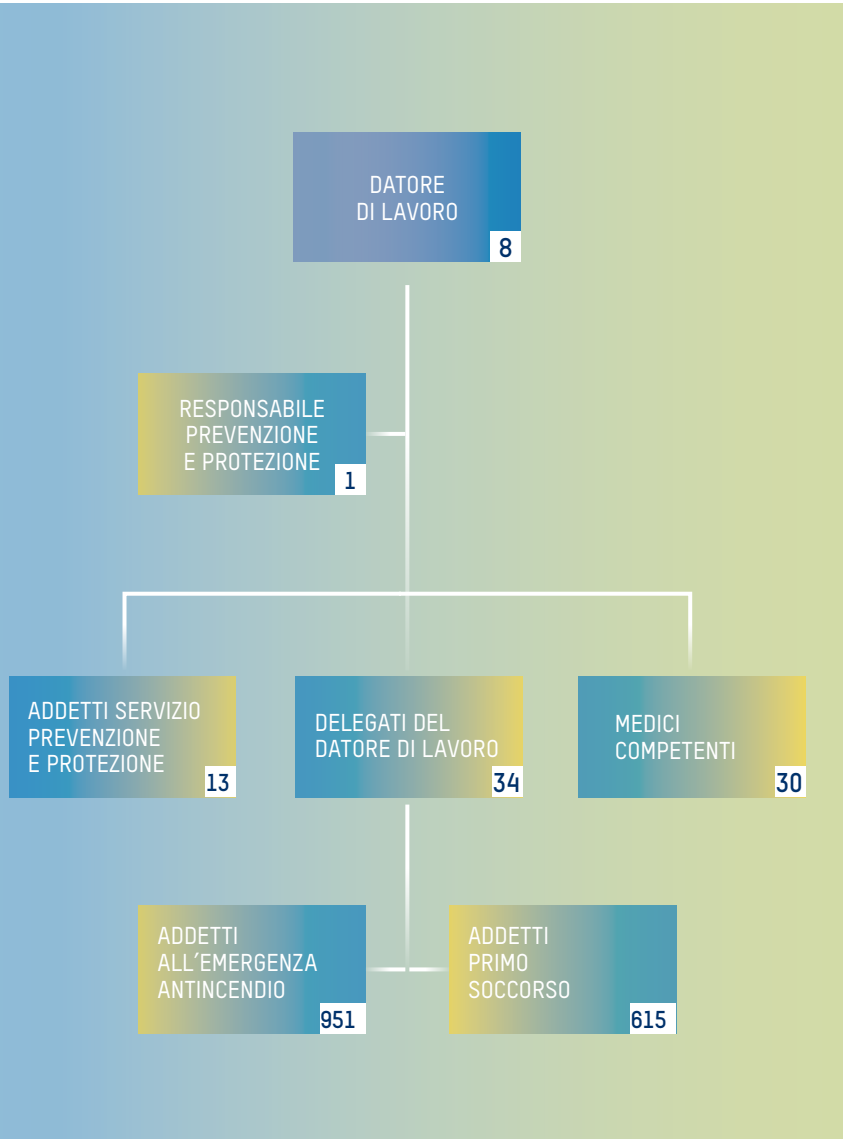 DATORE
DI LAVORO
8
RESPONSABILE
PREVENZIONE
E PROTEZIONE
1
ADDETTI SERVIZIO
PREVENZIONE
E PROTEZIONE
13
DELEGATI DEL
DATORE DI LAVORO
34
MEDICI
COMPETENTI
30
ADDETTI
ALL'EMERGENZA
ANTINCENDIO
951
ADDETTI
PRIMO
SOCCORSO
615